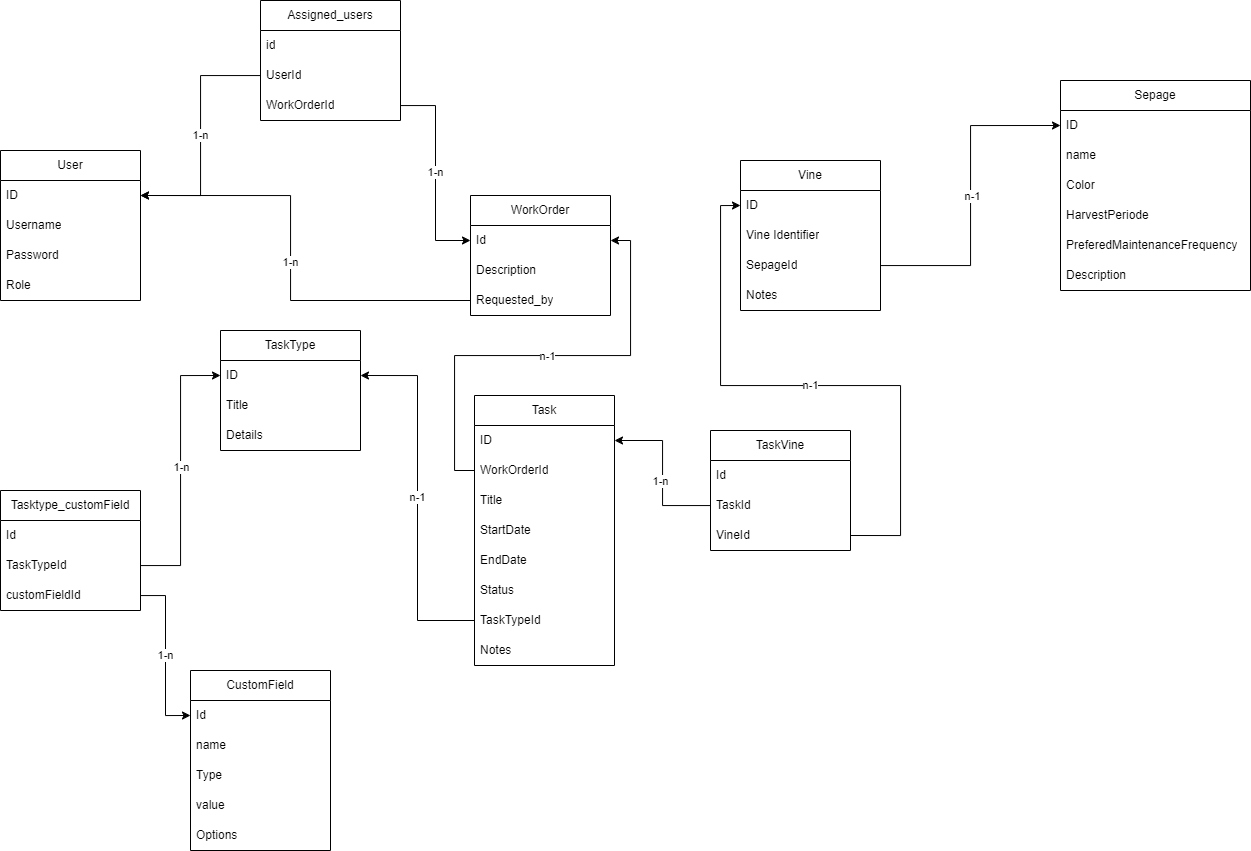 Assigned_users
id
UserId
WorkOrderId
1-n
1-n
User
ID
Username
Password
Role
1-n
WorkOrder
Id
Description
Requested_by
n-1
Vine
ID
Vine Identifier
SepageId
Notes
n-1
Sepage
ID
name
Color
HarvestPeriode
PreferedMaintenanceFrequency
Description
n-1
TaskType
ID
Title
Details
1-n
n-1
Task
ID
WorkOrderId
Title
StartDate
EndDate
Status
TaskTypeId
Notes
1-n
TaskVine
Id
TaskId
VineId
Tasktype_customField
Id
TaskTypeId
customFieldId
1-n
CustomField
Id
name
Type
value
Options